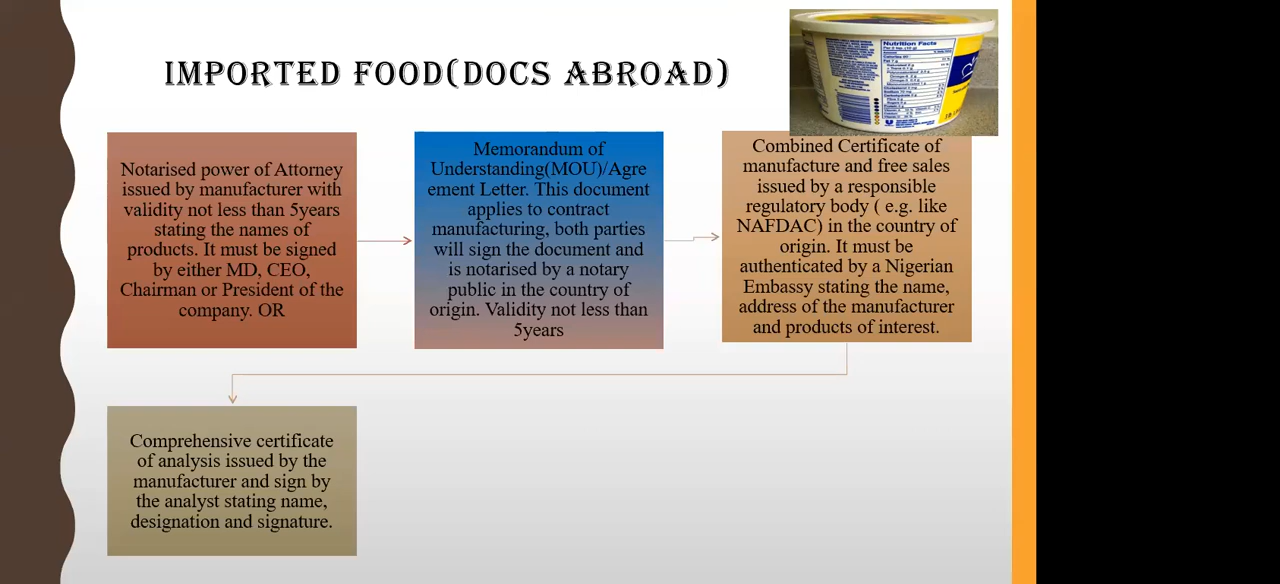 IMPORTED FOOD(DOCS ABROAD)
Nutrition Facts
Notarised power of Attorney
issued by manufacturer with
validity not less than 5years
stating the names of
products. It must be signed
by either MD, CEO,
Chairman or President of the
company. OR
Memorandum of
Understanding(MOU)/Agre
ement Letter. This document
applies to contract
manufacturing, both parties
will sign the document and
is notarised by a notary
public in the country of
origin. Validity not less than
5years
Combined Certificate of
manufacture and free sales
issued by a responsible
regulatory body ( e.g. like
NAFDAC) in the country of
origin. It must be
authenticated by a Nigerian
Embassy stating the name,
address of the manufacturer
and products of interest.
Comprehensive certificate
of analysis issued by the
manufacturer and sign by
the analyst stating name,
designation and signature.